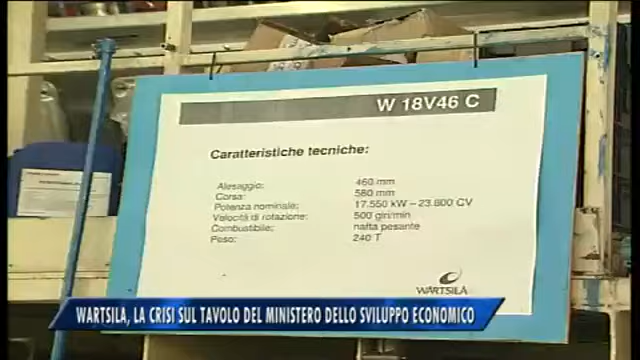 W 18V46 C
Caratteristiche tecniche:
Alesaggio: 460 mm
Corsa: 580 mm
Potenza nominale: 17.550 kW – 23.800 CV
Velocità di rotazione: 500 giri/min
Combustibile: nafta pesante
Peso: 240 T
WÄRTSILÄ
WARTSILA, LA CRISI SUL TAVOLO DEL MINISTERO DELLO SVILUPPO ECONOMICO